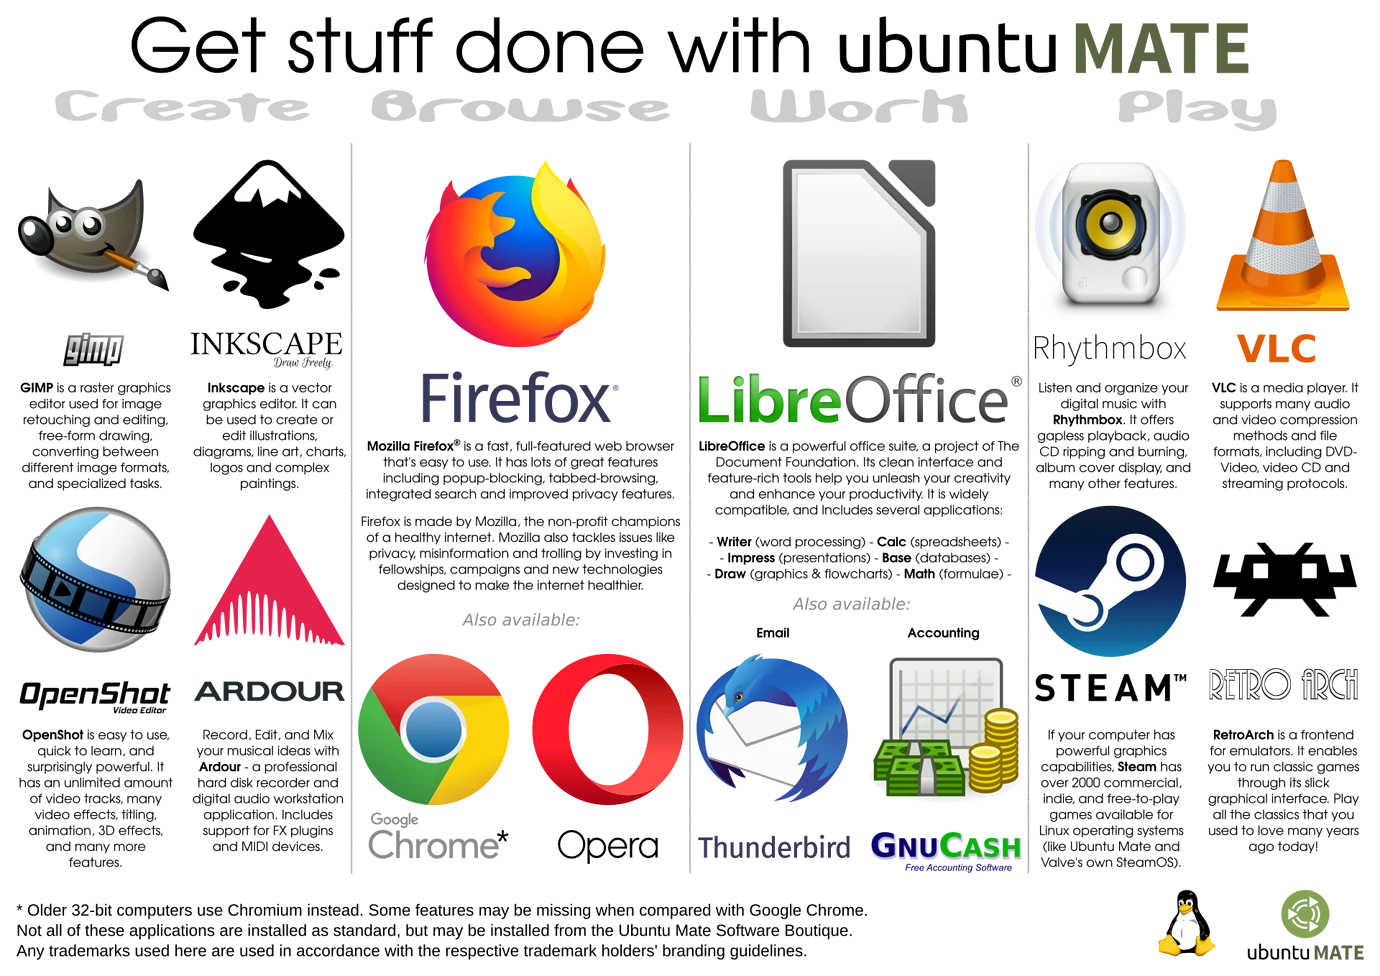 Get stuff done with ubuntu MATE
Create Browse Work Play
gimp
GIMP is a raster graphics
editor used for image
retouching and editing,
free-form drawing,
converting between
different image formats,
and specialized tasks.
INKSCAPE
Draw Freely.
Inkscape is a vector
graphics editor. It can
be used to create or
edit illustrations,
diagrams, line art, charts,
logos and complex
paintings.
OpenShot
Video Editor
OpenShot is easy to use,
quick to learn, and
surprisingly powerful. It
has an unlimited amount
of video tracks, many
video effects, titling,
animation, 3D effects,
and many more
features.
ARDOUR
Record, Edit, and Mix
your musical ideas with
Ardour - a professional
hard disk recorder and
digital audio workstation
application. Includes
support for FX plugins
and MIDI devices.
Firefox®
Mozilla Firefox® is a fast, full-featured web browser
that's easy to use. It has lots of great features
including popup-blocking, tabbed-browsing,
integrated search and improved privacy features.
Firefox is made by Mozilla, the non-profit champions
of a healthy internet. Mozilla also tackles issues like
privacy, misinformation and trolling by investing in
fellowships, campaigns and new technologies
designed to make the internet healthier.
Also available:
Google
Chrome*
Opera
LibreOffice®
LibreOffice is a powerful office suite, a project of The
Document Foundation. Its clean interface and
feature-rich tools help you unleash your creativity
and enhance your productivity. It is widely
compatible, and Includes several applications:
- Writer (word processing) - Calc (spreadsheets) -
- Impress (presentations) - Base (databases) -
- Draw (graphics & flowcharts) - Math (formulae) -
Also available:
Email
Thunderbird
Accounting
GNUCASH
Free Accounting Software
Rhythmbox
Listen and organize your
digital music with
Rhythmbox. It offers
gapless playback, audio
CD ripping and burning,
album cover display, and
many other features.
VLC
VLC is a media player. It
supports many audio
and video compression
methods and file
formats, including DVD-
Video, video CD and
streaming protocols.
STEAM™
If your computer has
powerful graphics
capabilities, Steam has
over 2000 commercial,
indie, and free-to-play
games available for
Linux operating systems
(like Ubuntu Mate and
Valve's own SteamOS).
RETRO ARCH
RetroArch is a frontend
for emulators. It enables
you to run classic games
through its slick
graphical interface. Play
all the classics that you
used to love many years
ago today!
* Older 32-bit computers use Chromium instead. Some features may be missing when compared with Google Chrome.
Not all of these applications are installed as standard, but may be installed from the Ubuntu Mate Software Boutique.
Any trademarks used here are used in accordance with the respective trademark holders' branding guidelines.
ubuntu MATE